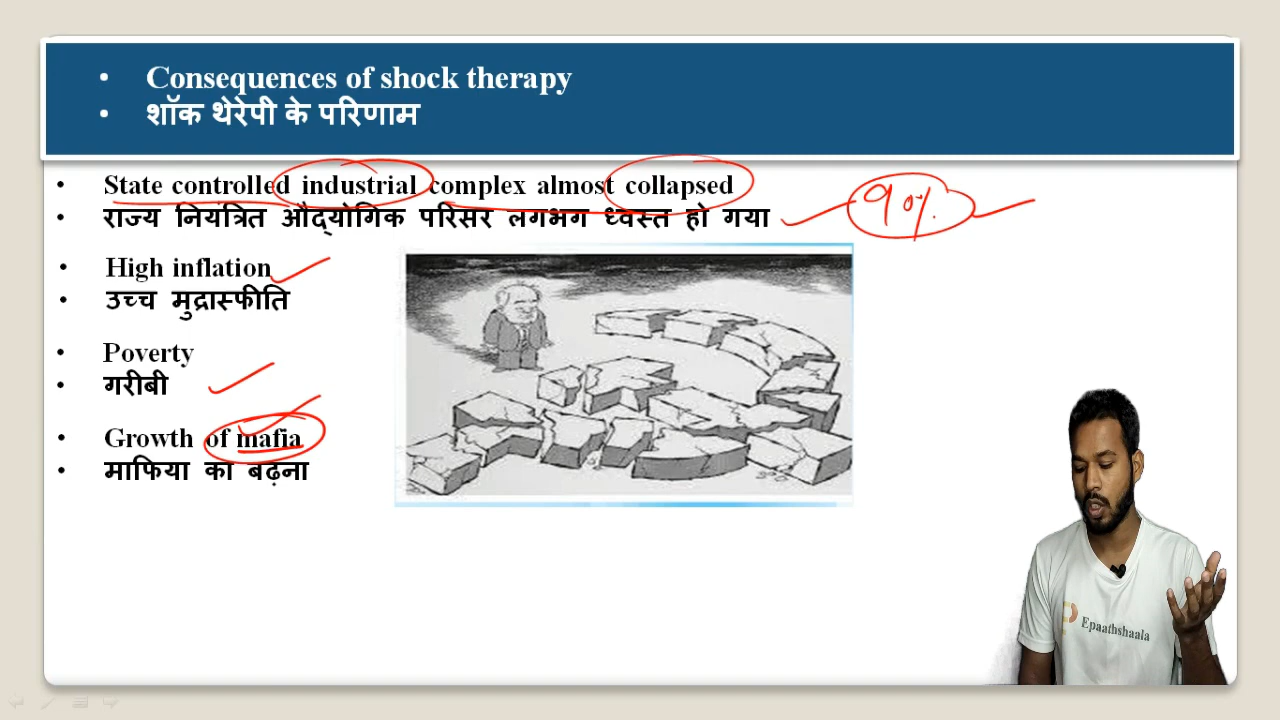 Consequences of shock therapy
शॉक थेरेपी के परिणाम
State controlled industrial complex almost collapsed
राज्य नियंत्रित औद्योगिक परिसर लगभग ध्वस्त हो गया
90%
High inflation
उच्च मुद्रास्फीति
Poverty
गरीबी
Growth of mafia
माफिया का बढ़ना
Epaathshaala